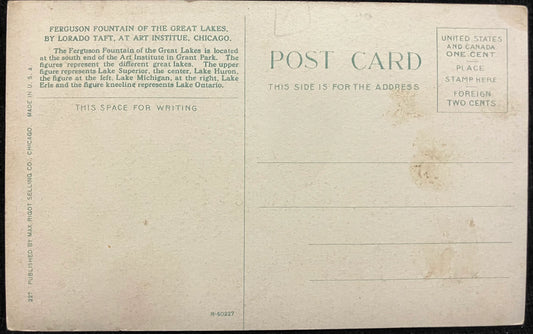 FERGUSON FOUNTAIN OF THE GREAT LAKES,
BY LORADO TAFT, AT ART INSTITUE, CHICAGO.
The Ferguson Fountain of the Great Lakes is located
at the south end of the Art Institute in Grant Park. The
figures represent the different great lakes. The upper
figure represents Lake Superior, the center, Lake Huron,
the figure at the left, Lake Michigan, at the right, Lake
Erie and the figure kneeline represents Lake Ontario.
THIS SPACE FOR WRITING
POST CARD
THIS SIDE IS FOR THE ADDRESS
UNITED STATES
AND CANADA
ONE CENT
PLACE
STAMP HERE
FOREIGN
TWO CENTS
227 PUBLISHED BY MAX RIGOT SELLING CO., CHICAGO. MADE IN U.S.A.
R-60227